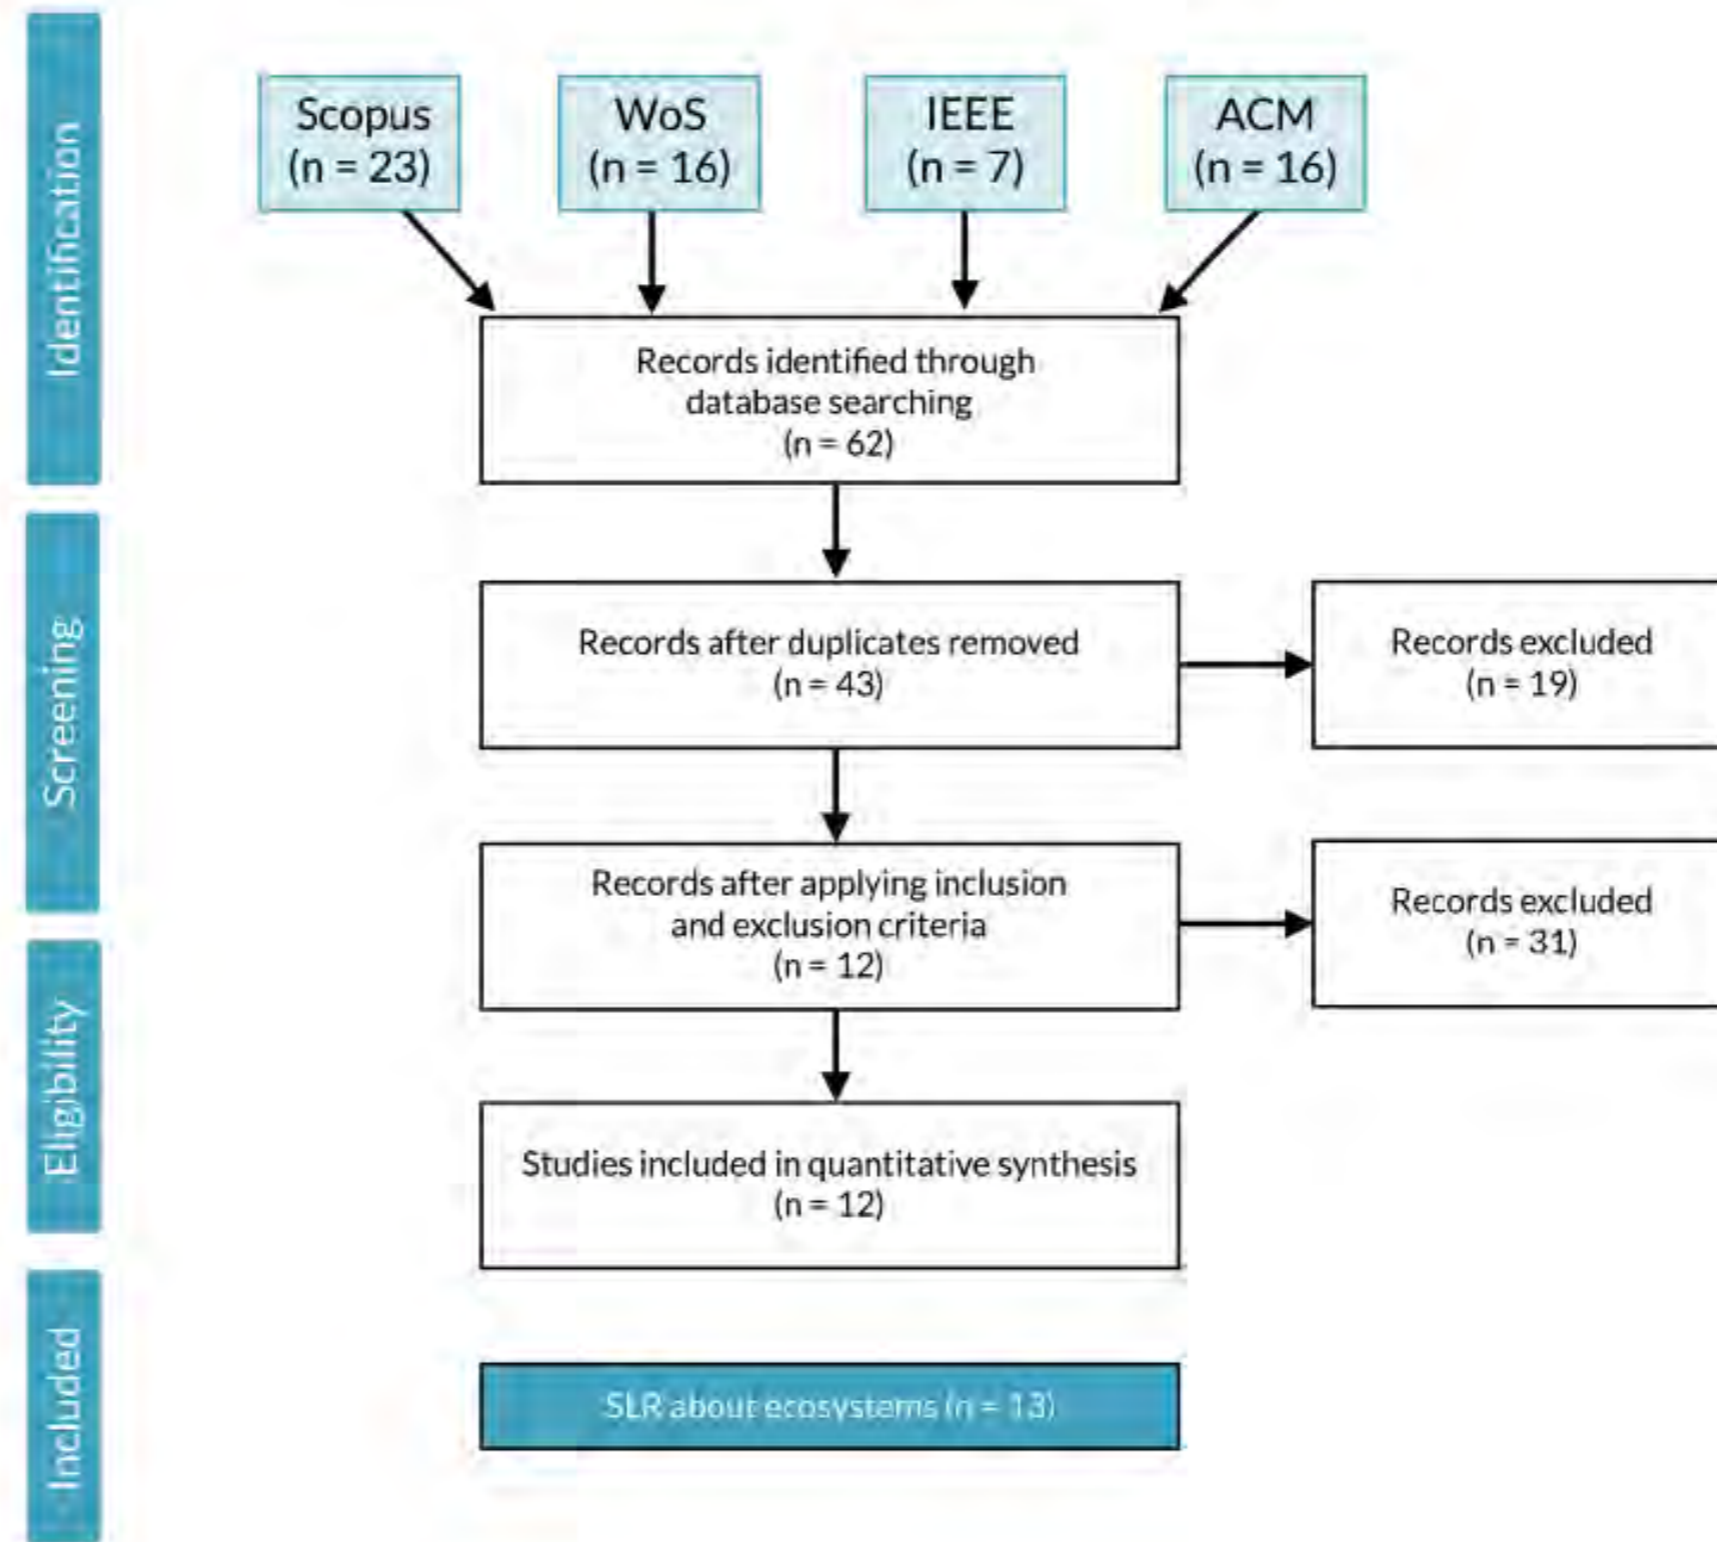 Identification
Scopus
(n = 23)
WoS
(n = 16)
IEEE
(n = 7)
ACM
(n = 16)
Records identified through
database searching
(n = 62)
Screening
Records after duplicates removed
(n = 43)
Records excluded
(n = 19)
Records after applying inclusion
and exclusion criteria
(n = 12)
Records excluded
(n = 31)
Eligibility
Studies included in quantitative synthesis
(n = 12)
Included
SLR about ecosystems (n = 13)